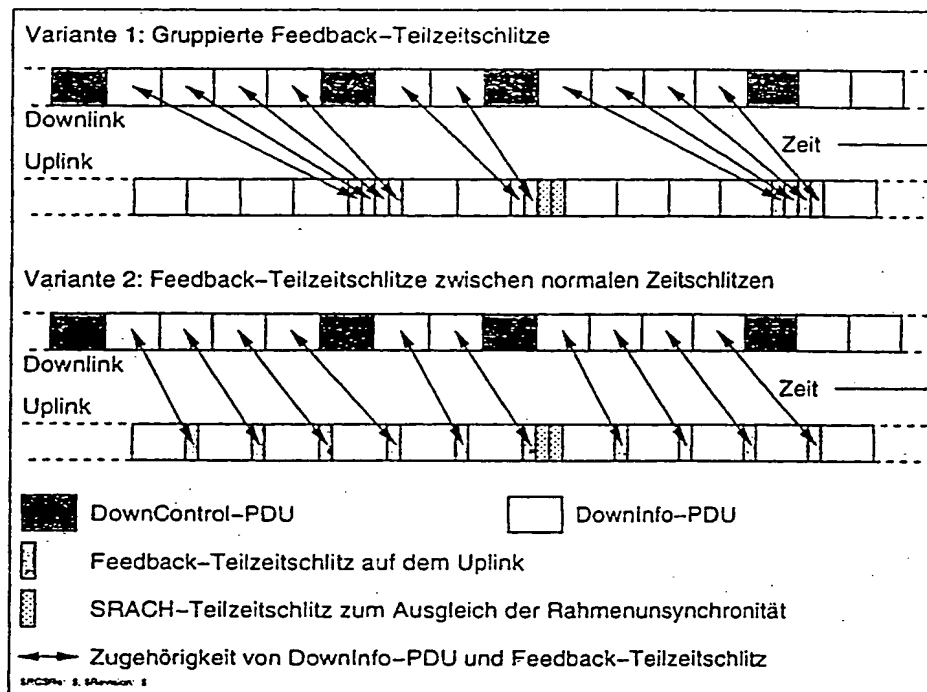 Variante 1: Gruppierte Feedback-Teilzeitschlitze
Downlink
Zeit
Uplink
Variante 2: Feedback-Teilzeitschlitze zwischen normalen Zeitschlitzen
Downlink
Zeit
Uplink
DownControl-PDU
DownInfo-PDU
Feedback-Teilzeitschlitz auf dem Uplink
SRACH-Teilzeitschlitz zum Ausgleich der Rahmenunsynchronität
Zugehörigkeit von DownInfo-PDU und Feedback-Teilzeitschlitz